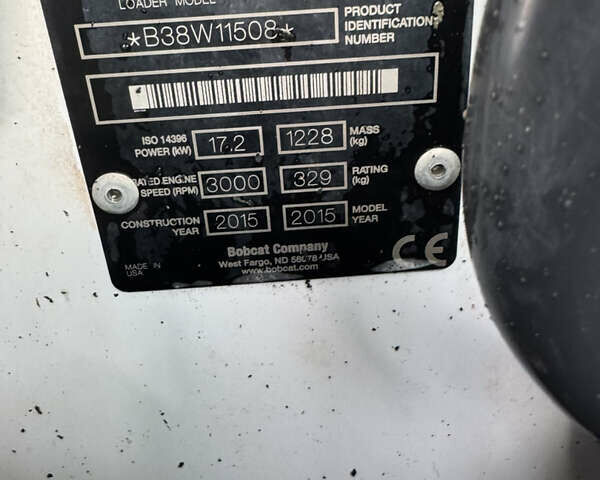 LOADER MODEL
*B38W11508* PRODUCT IDENTIFICATION NUMBER
ISO 14396 POWER (kW) 17.2 1228 MASS (kg)
RATED ENGINE SPEED (RPM) 3000 329 RATING (kg)
CONSTRUCTION YEAR 2015 2015 MODEL YEAR
Bobcat Company
West Fargo, ND 58078 USA
www.bobcat.com
MADE IN USA
CE